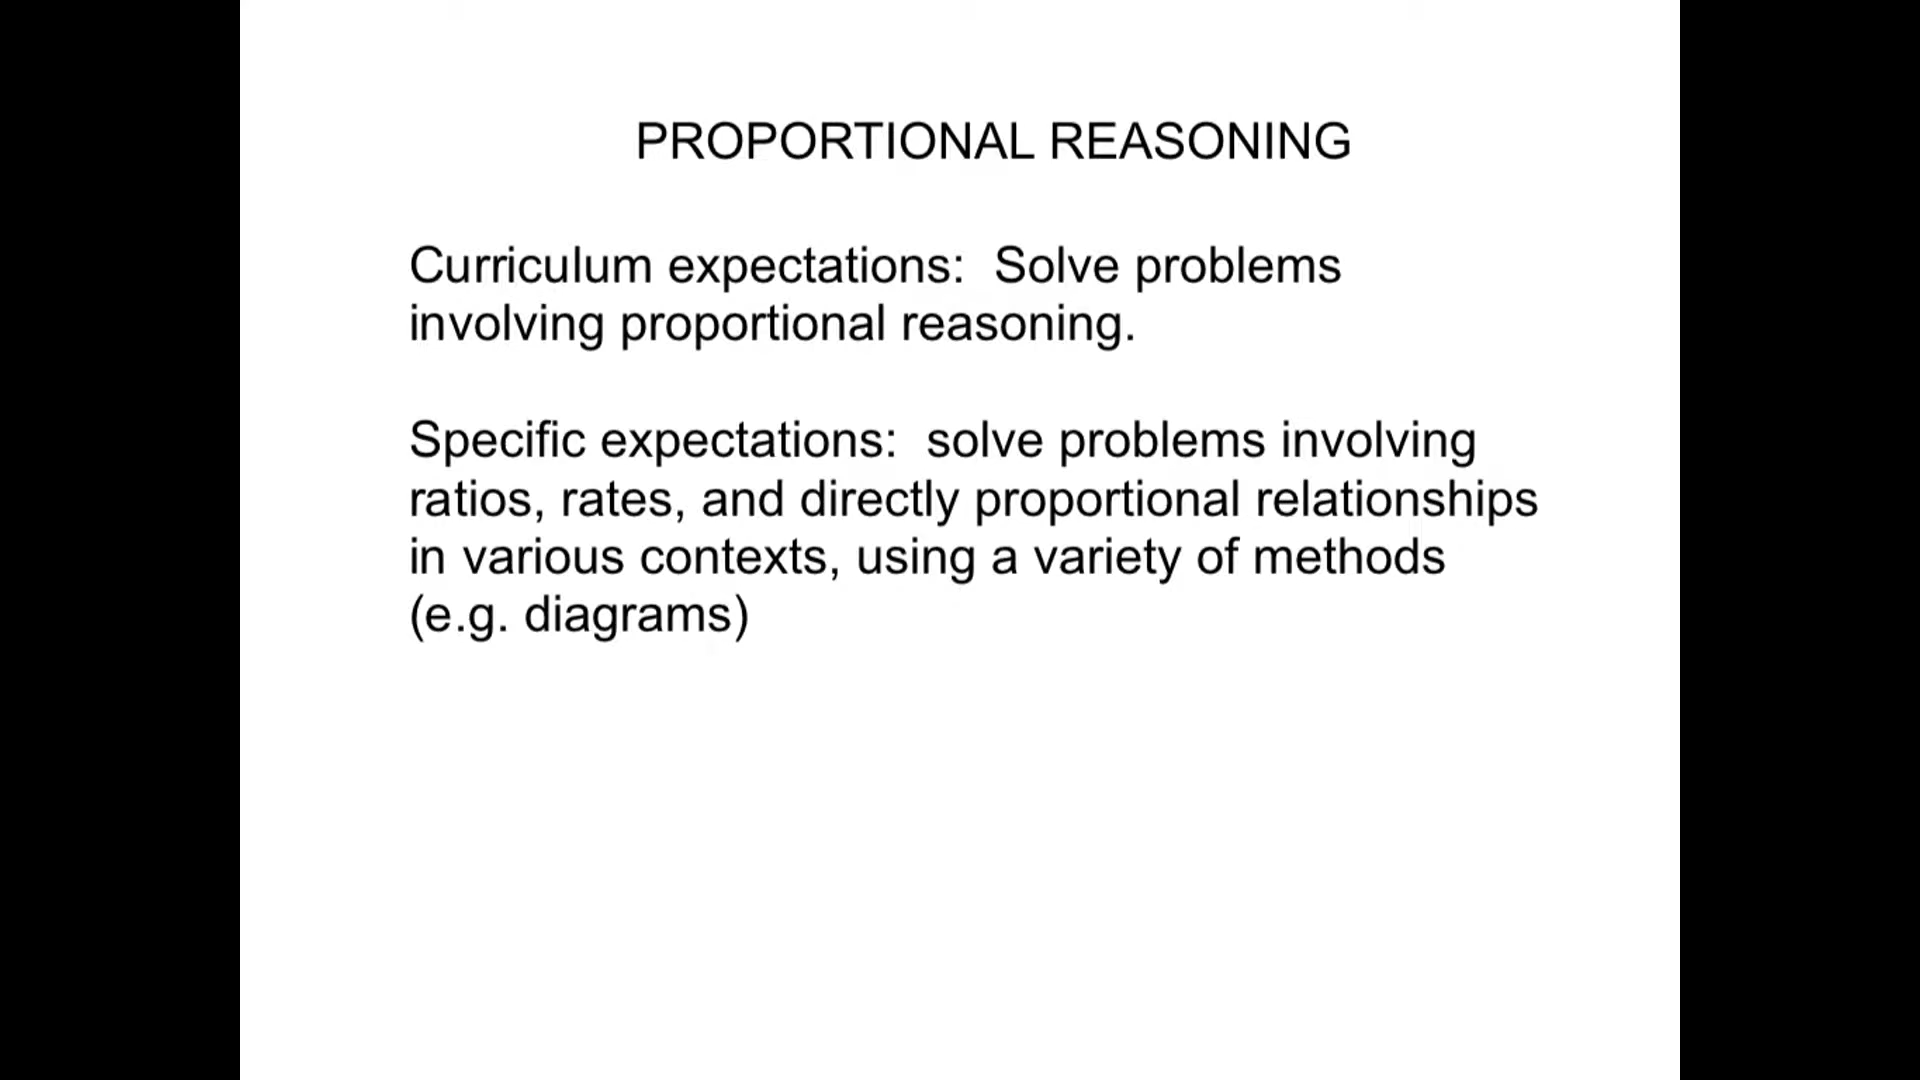 PROPORTIONAL REASONING
Curriculum expectations:  Solve problems
involving proportional reasoning.
Specific expectations:  solve problems involving
ratios, rates, and directly proportional relationships
in various contexts, using a variety of methods
(e.g. diagrams)